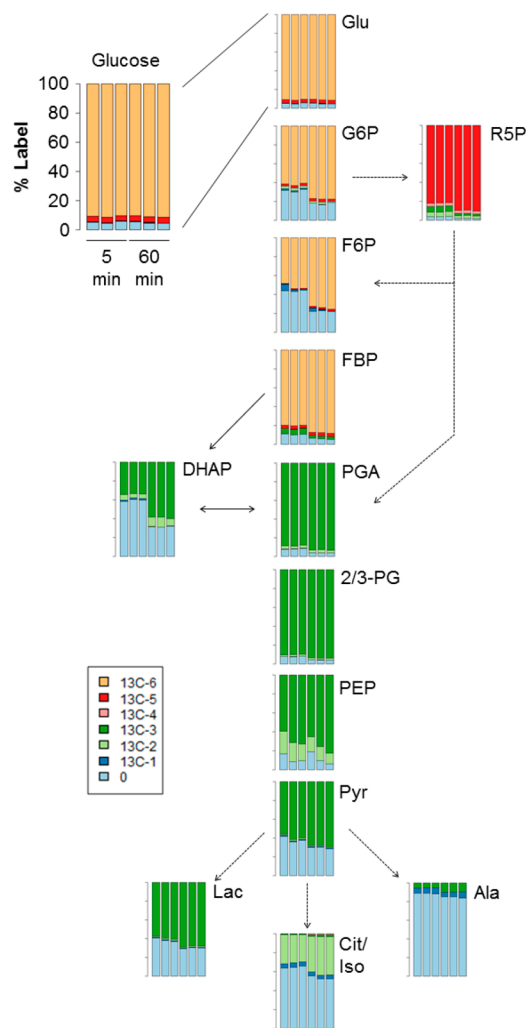 Glu
Glucose
100
80
60
40
20
0
% Label
5
min
60
min
G6P
R5P
F6P
FBP
DHAP
PGA
2/3-PG
13C-6
13C-5
13C-4
13C-3
13C-2
13C-1
0
PEP
Pyr
Lac
Cit/
Iso
Ala